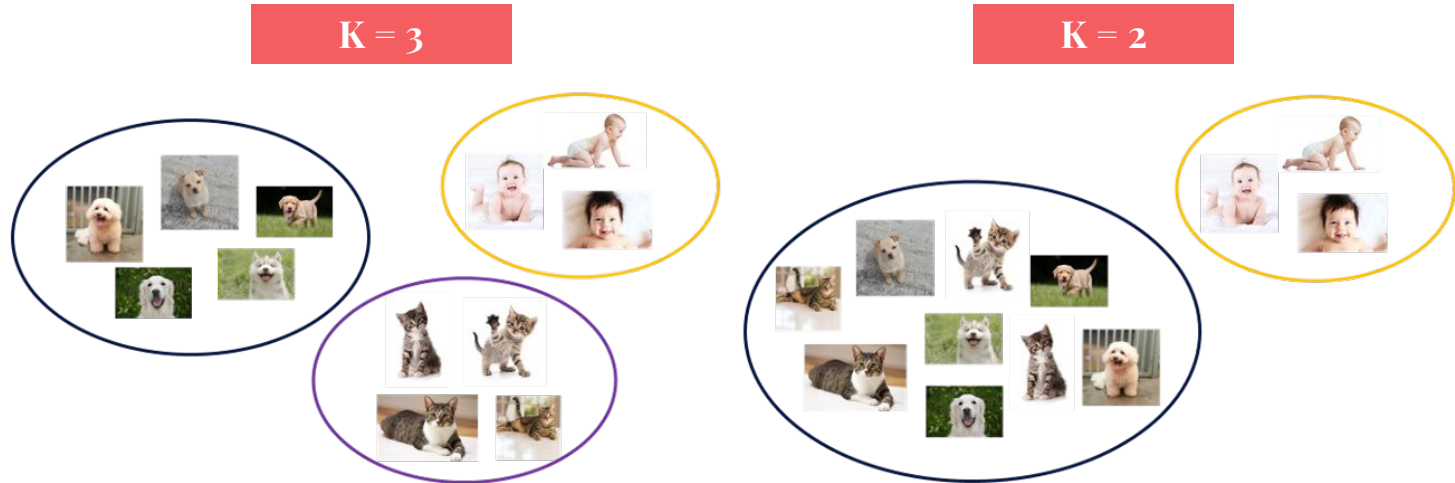 K = 3
K = 2